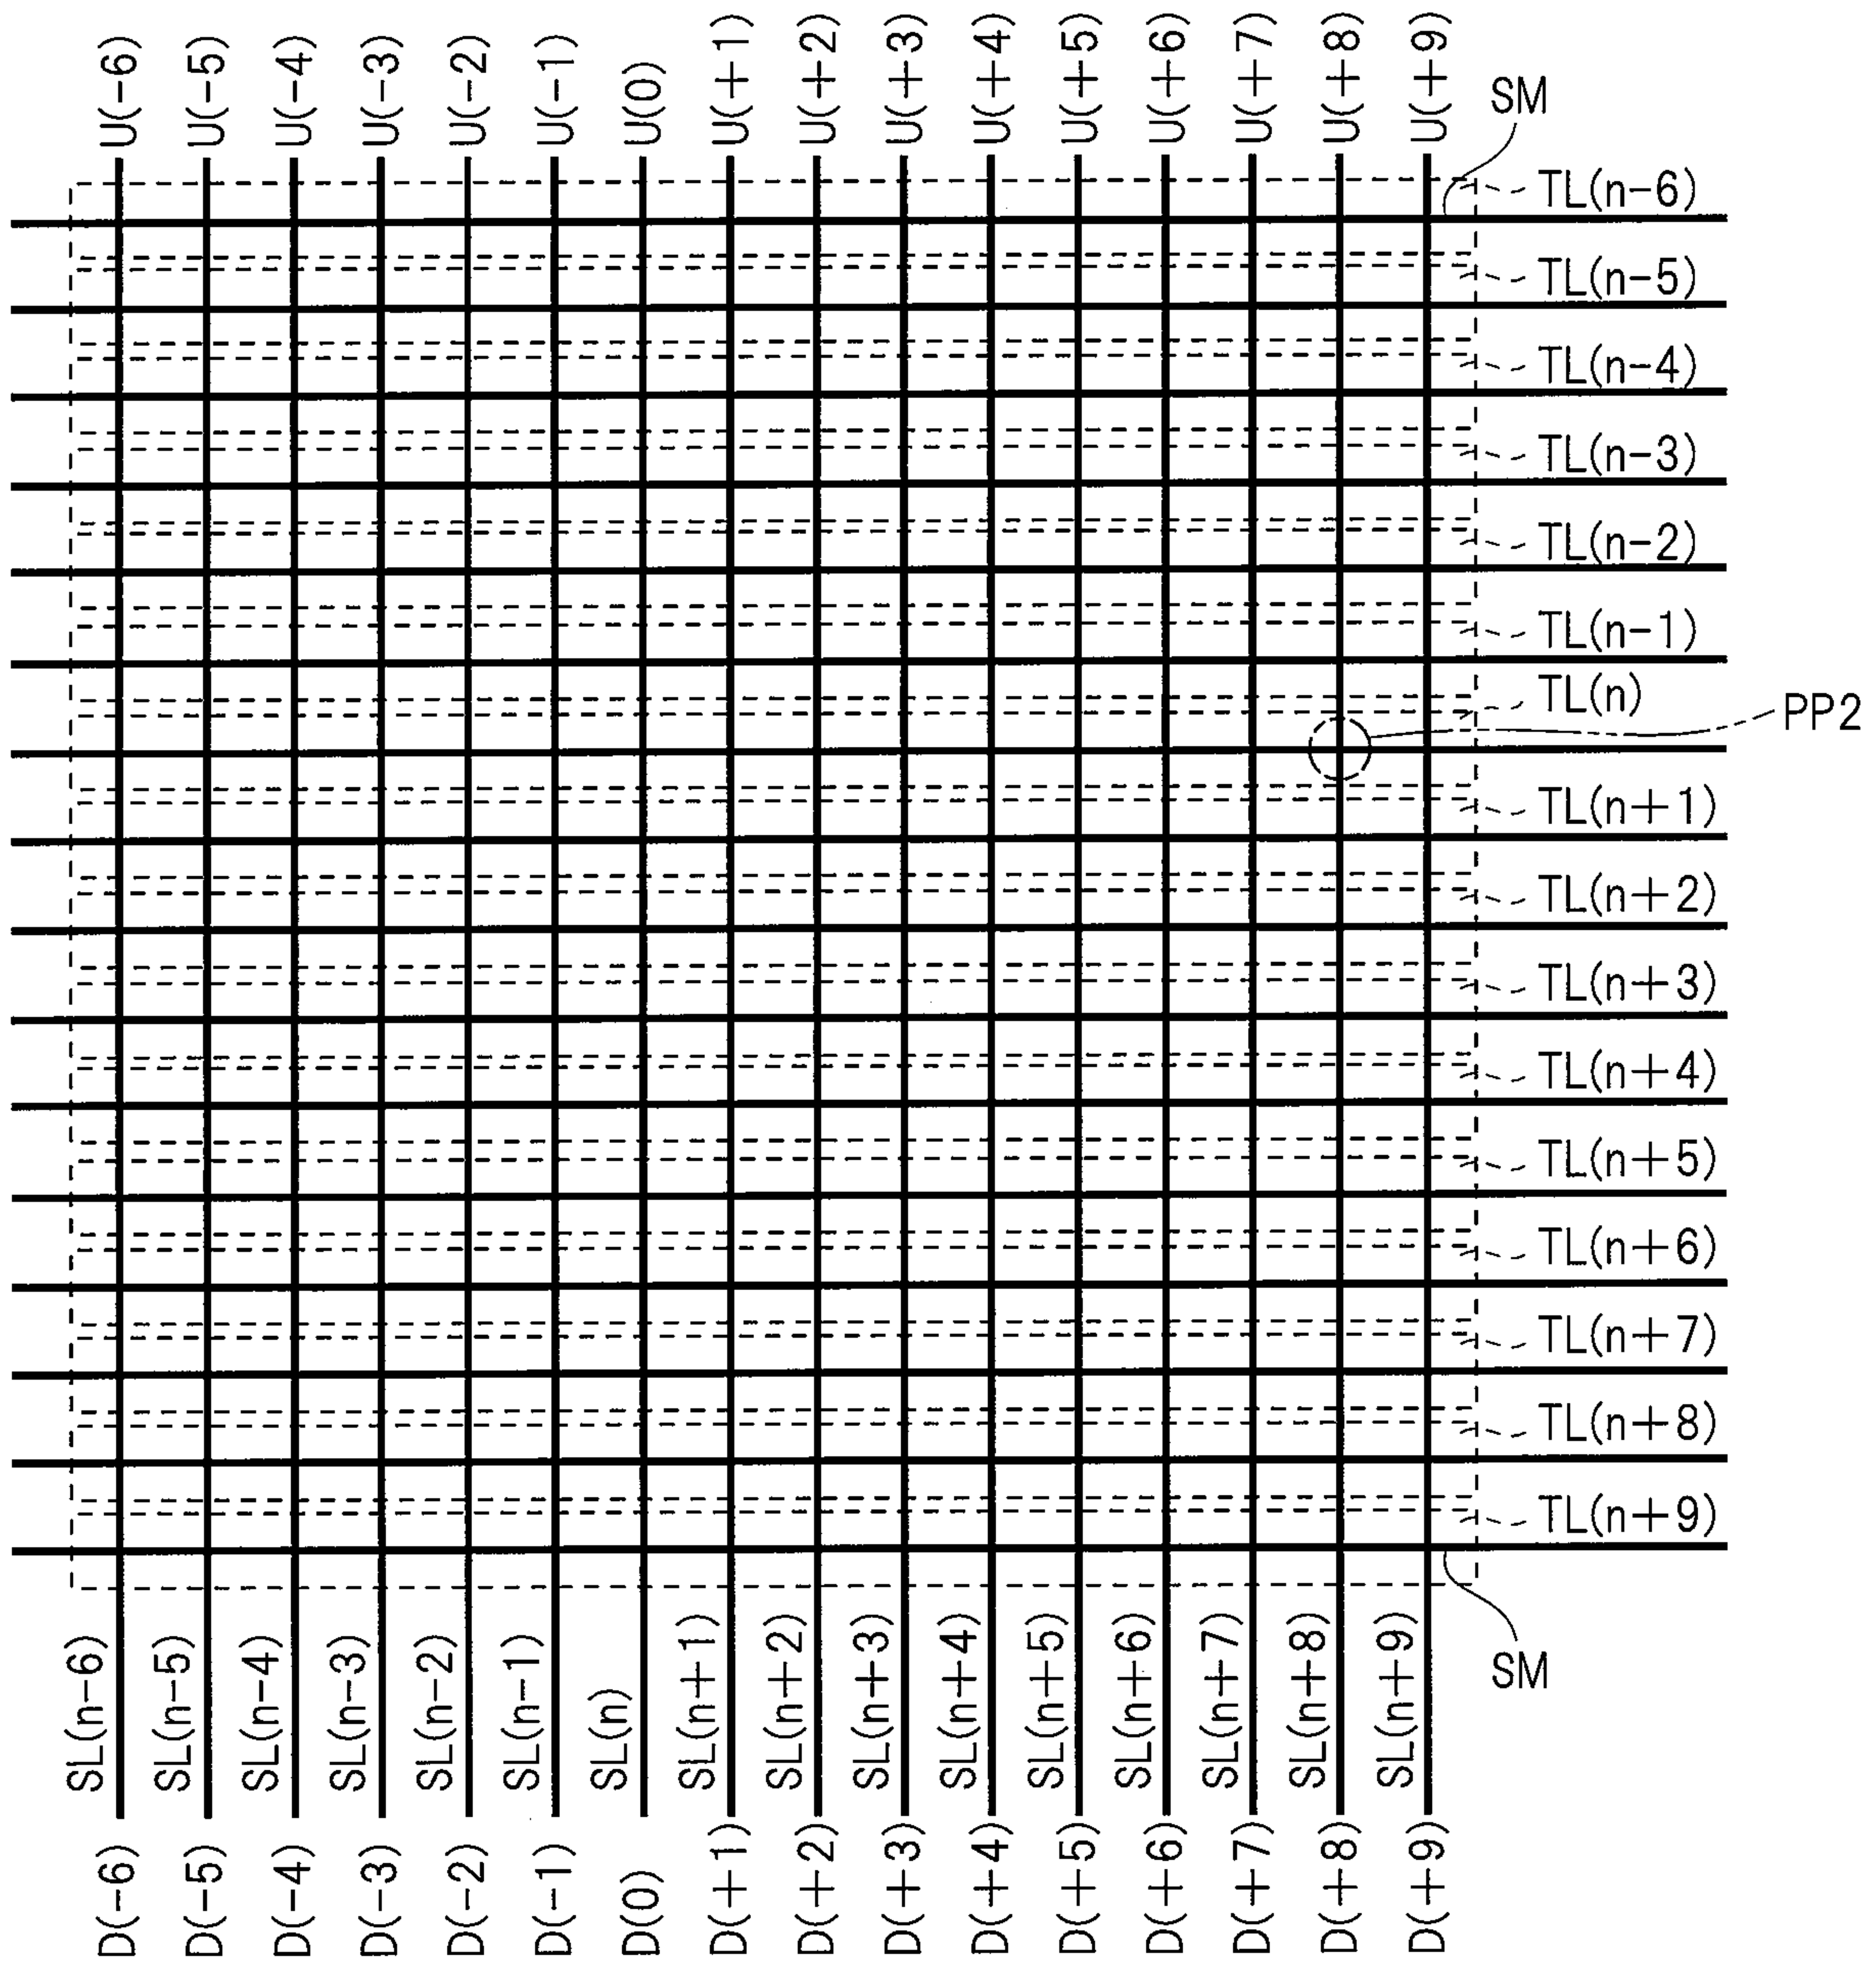 U(-6)
U(-5)
U(-4)
U(-3)
U(-2)
U(-1)
U(0)
U(+1)
U(+2)
U(+3)
U(+4)
U(+5)
U(+6)
U(+7)
U(+8)
U(+9)
SM
TL(n-6)
TL(n-5)
TL(n-4)
TL(n-3)
TL(n-2)
TL(n-1)
TL(n)
PP2
TL(n+1)
TL(n+2)
TL(n+3)
TL(n+4)
TL(n+5)
TL(n+6)
TL(n+7)
TL(n+8)
TL(n+9)
SM
SL(n-6)
SL(n-5)
SL(n-4)
SL(n-3)
SL(n-2)
SL(n-1)
SL(n)
SL(n+1)
SL(n+2)
SL(n+3)
SL(n+4)
SL(n+5)
SL(n+6)
SL(n+7)
SL(n+8)
SL(n+9)
D(-6)
D(-5)
D(-4)
D(-3)
D(-2)
D(-1)
D(0)
D(+1)
D(+2)
D(+3)
D(+4)
D(+5)
D(+6)
D(+7)
D(+8)
D(+9)